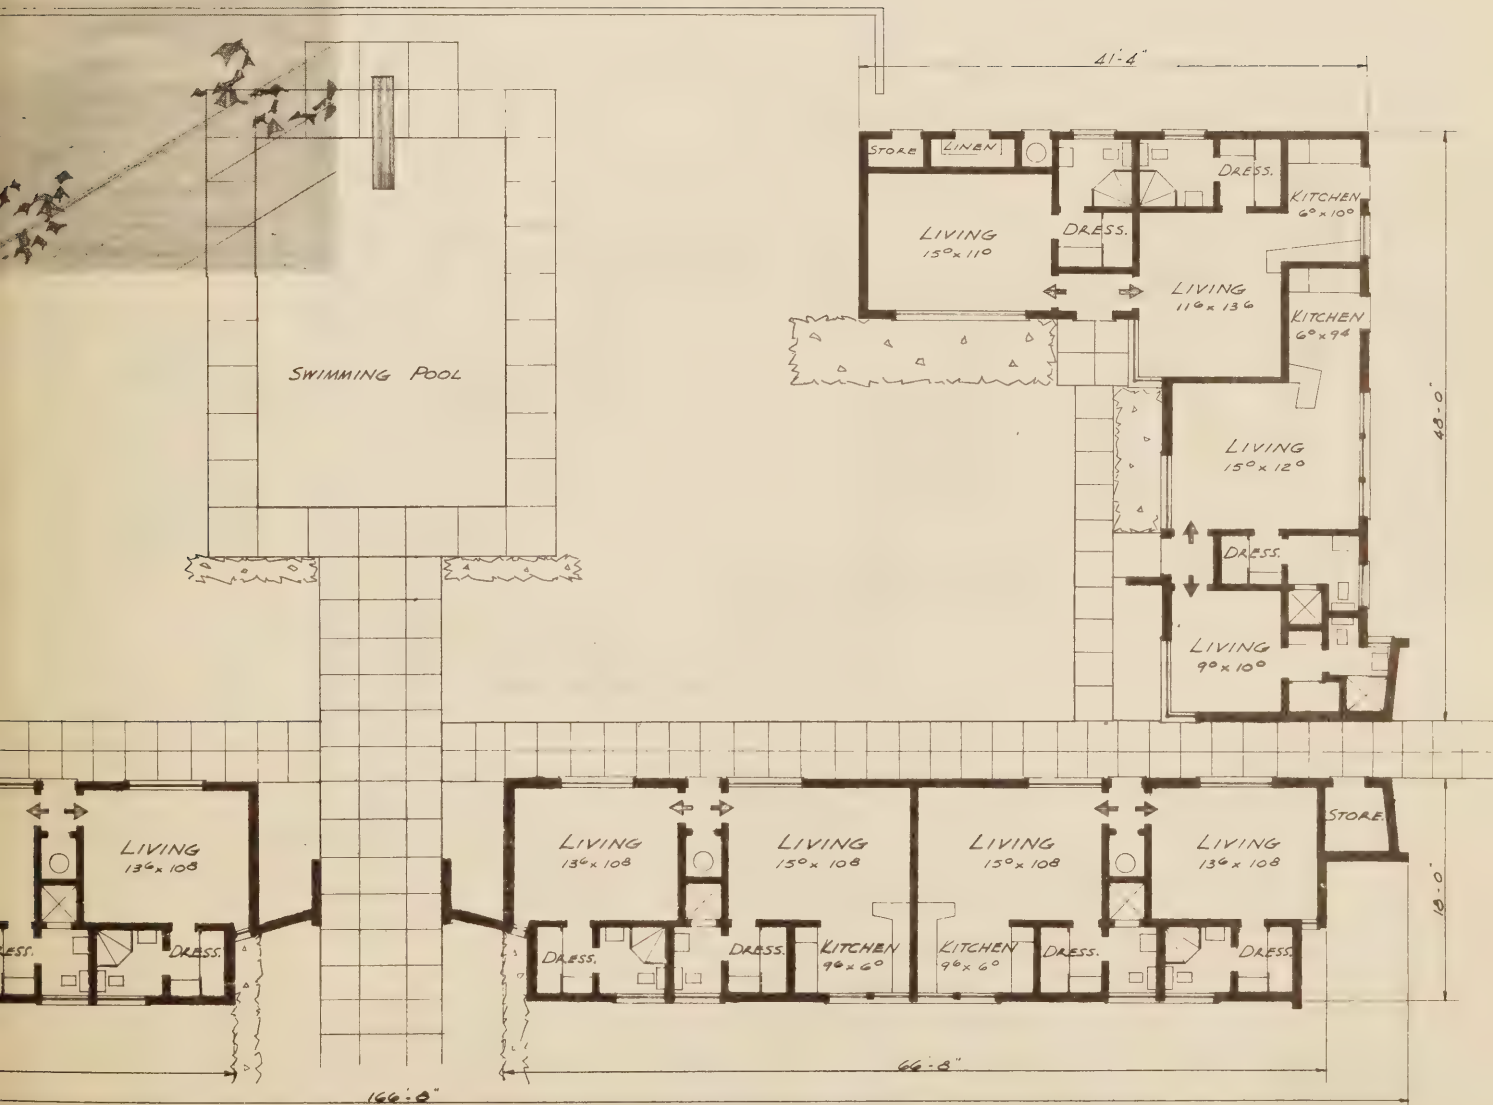 41'-4"
STORE
LINEN
DRESS.
KITCHEN
6⁰ x 10⁰
LIVING
15⁰ x 11⁰
DRESS.
LIVING
11⁶ x 13⁶
KITCHEN
6⁰ x 9⁴
SWIMMING POOL
48'-0"
LIVING
15⁰ x 12⁰
DRESS.
LIVING
9⁰ x 10⁰
LIVING
13⁶ x 10⁸
LIVING
13⁶ x 10⁸
LIVING
15⁰ x 10⁸
LIVING
15⁰ x 10⁸
LIVING
13⁶ x 10⁸
STORE.
18'-0"
ESS.
DRESS.
DRESS.
DRESS.
KITCHEN
9⁶ x 6⁰
KITCHEN
9⁶ x 6⁰
DRESS.
DRESS.
66'-8"
166'-8"